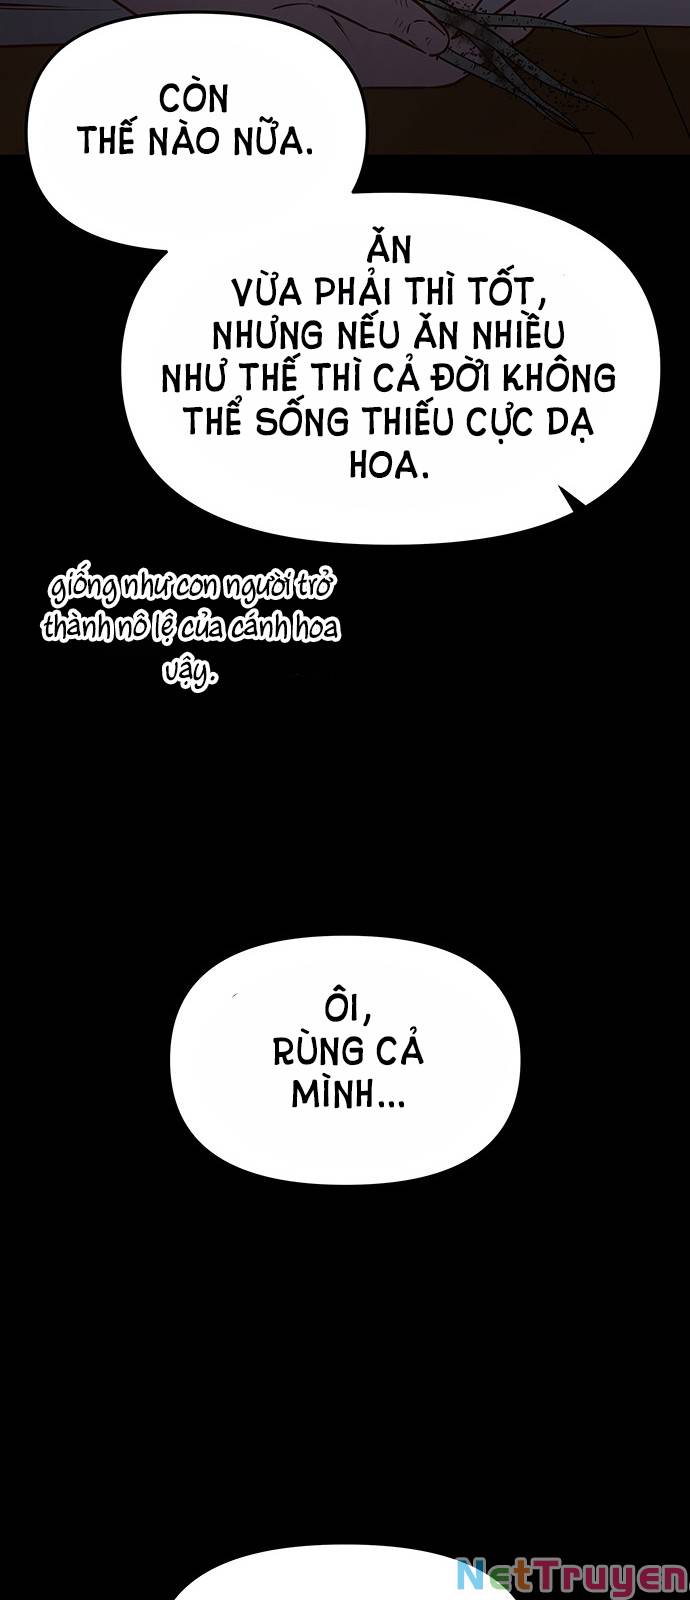 CÒN
THẾ NÀO NỮA.
ĂN
VỪA PHẢI THÌ TỐT,
NHƯNG NẾU ĂN NHIỀU
NHƯ THẾ THÌ CẢ ĐỜI KHÔNG
THỂ SỐNG THIẾU CỰC DẠ
HOA.
giống như con người trở
thành nô lệ của cánh hoa
vậy.
ÔI,
RÙNG CẢ
MÌNH...
NetTruyen